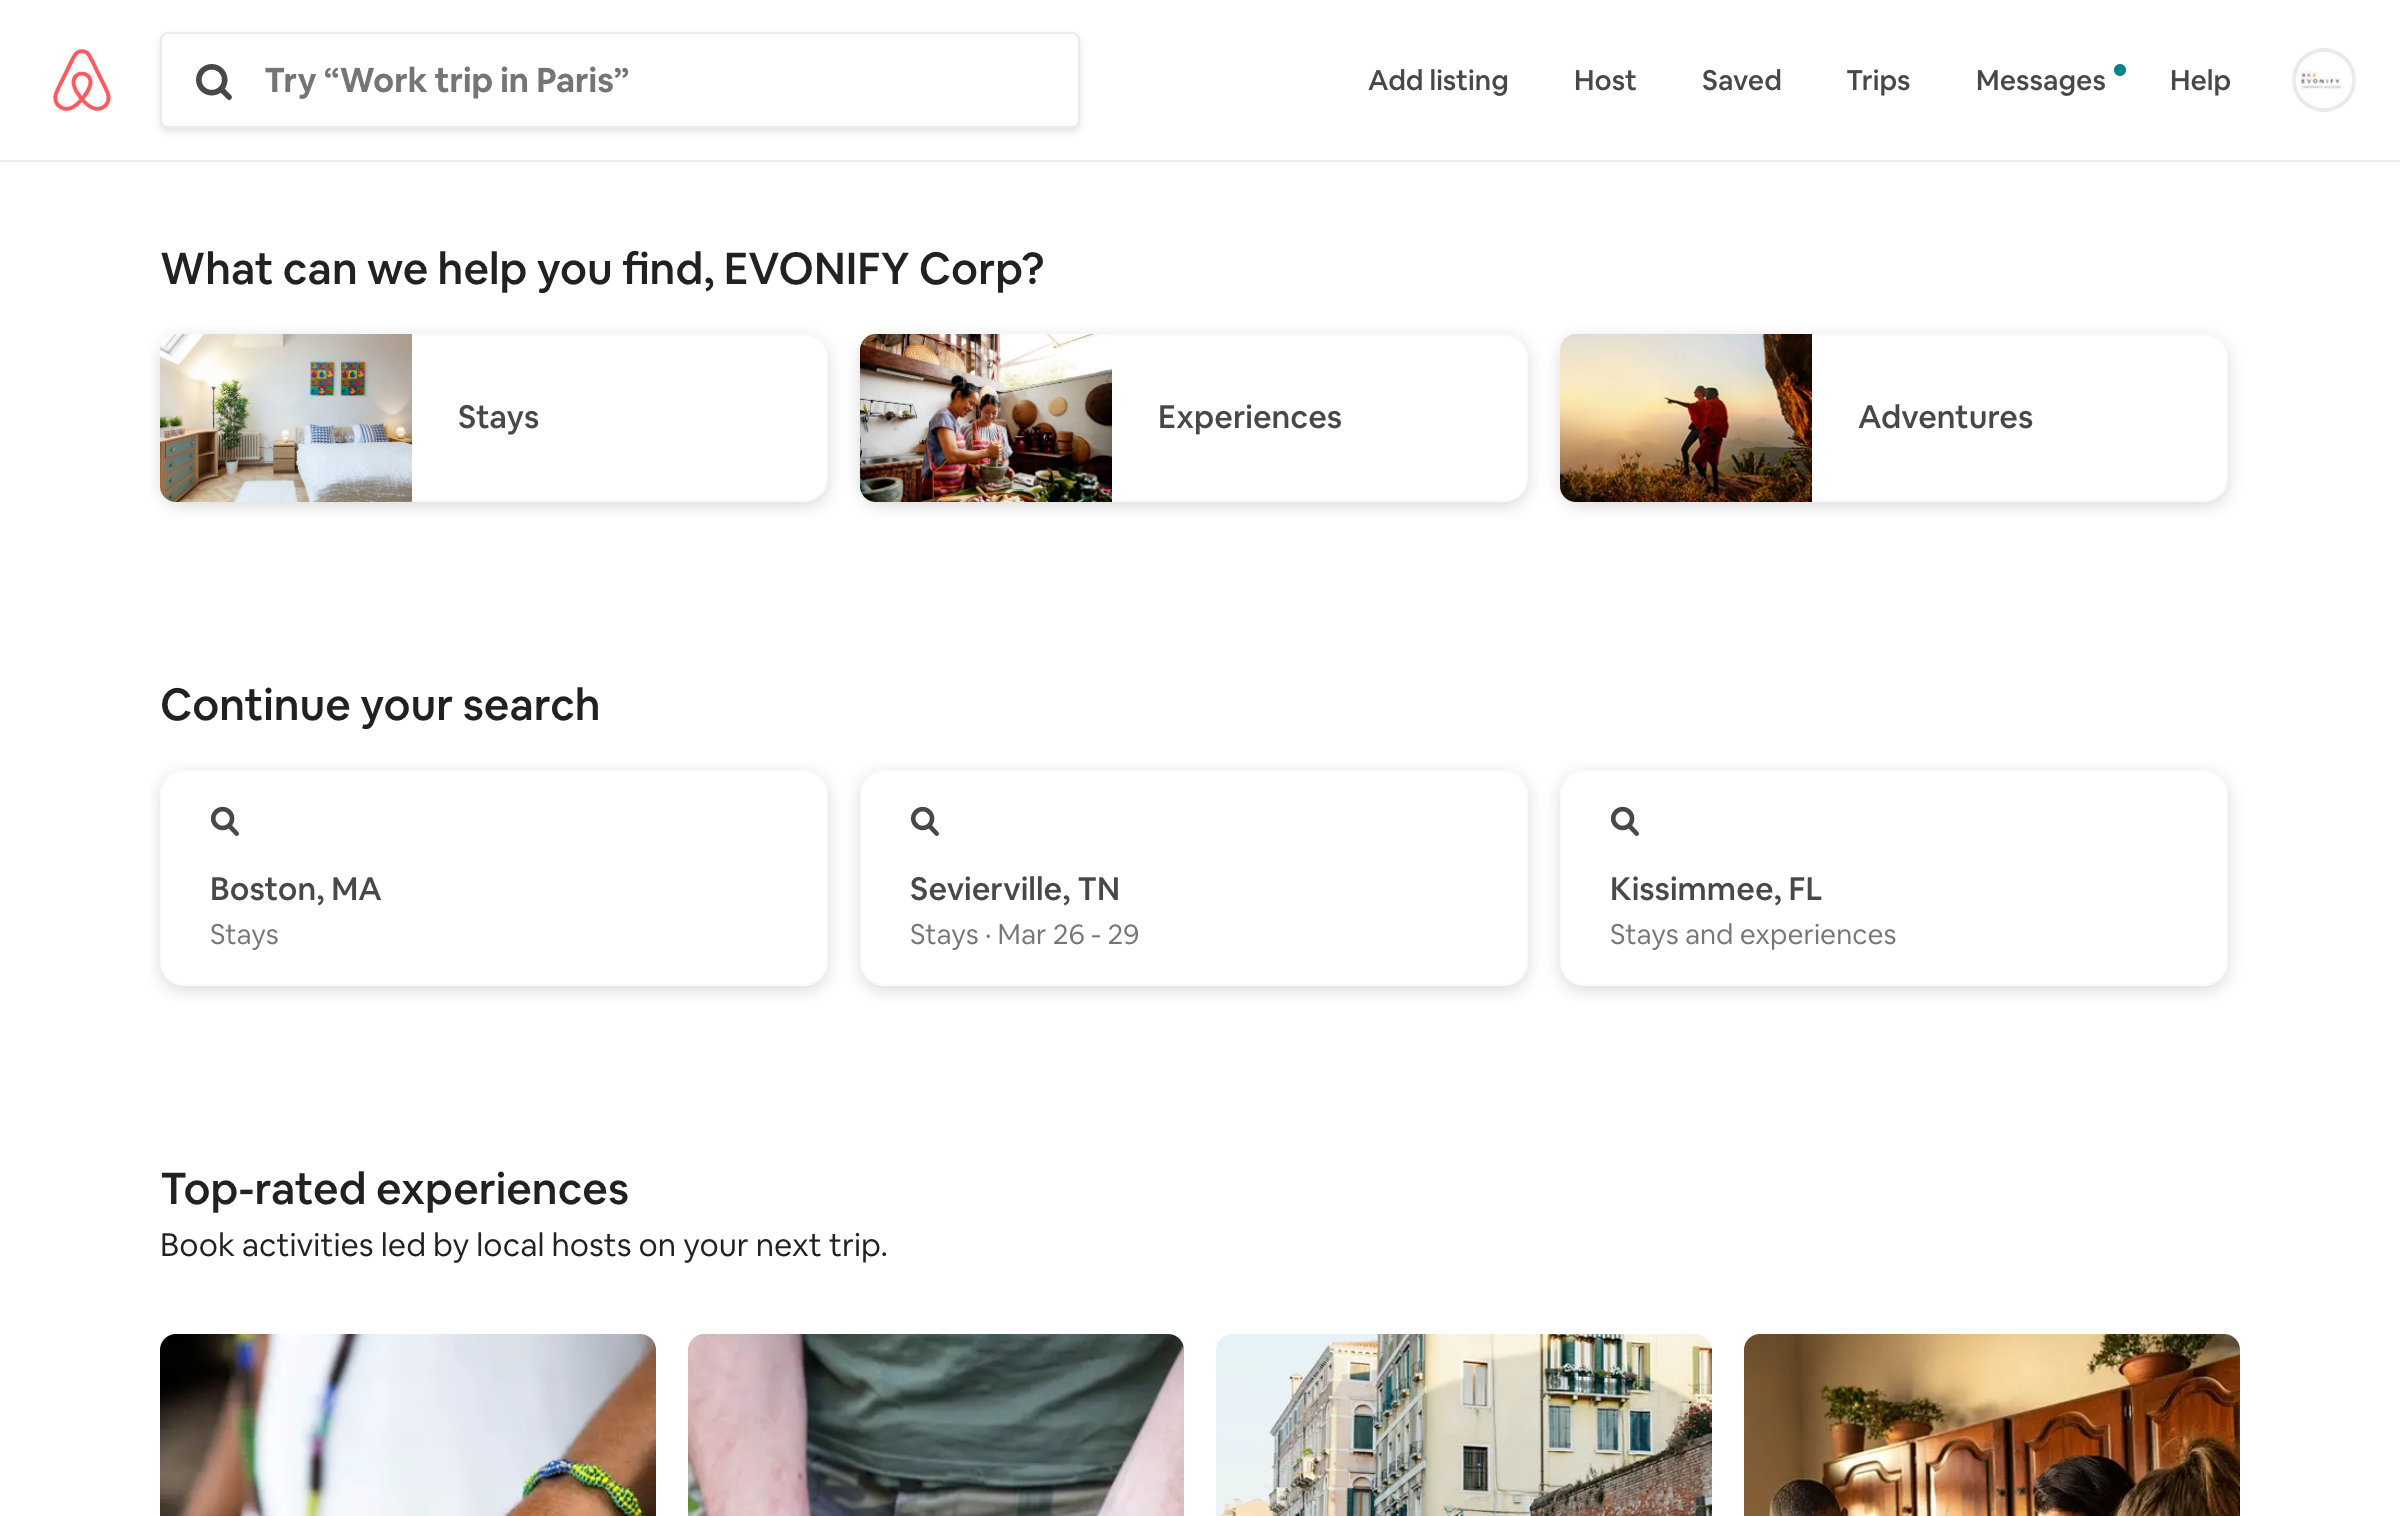 Try “Work trip in Paris”
Add listing
Host
Saved
Trips
Messages
Help
EVONIFY
What can we help you find, EVONIFY Corp?
Stays
Experiences
Adventures
Continue your search
Boston, MA
Stays
Sevierville, TN
Stays · Mar 26 - 29
Kissimmee, FL
Stays and experiences
Top-rated experiences
Book activities led by local hosts on your next trip.